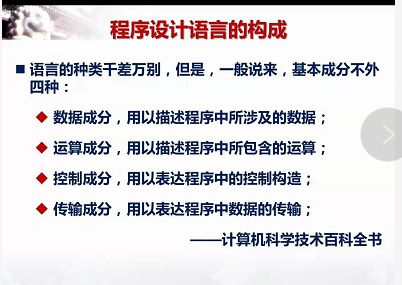 程序设计语言的构成
语言的种类千差万别，但是，一般说来，基本成分不外
四种：
数据成分，用以描述程序中所涉及的数据；
运算成分，用以描述程序中所包含的运算；
控制成分，用以表达程序中的控制构造；
传输成分，用以表达程序中数据的传输；
——计算机科学技术百科全书